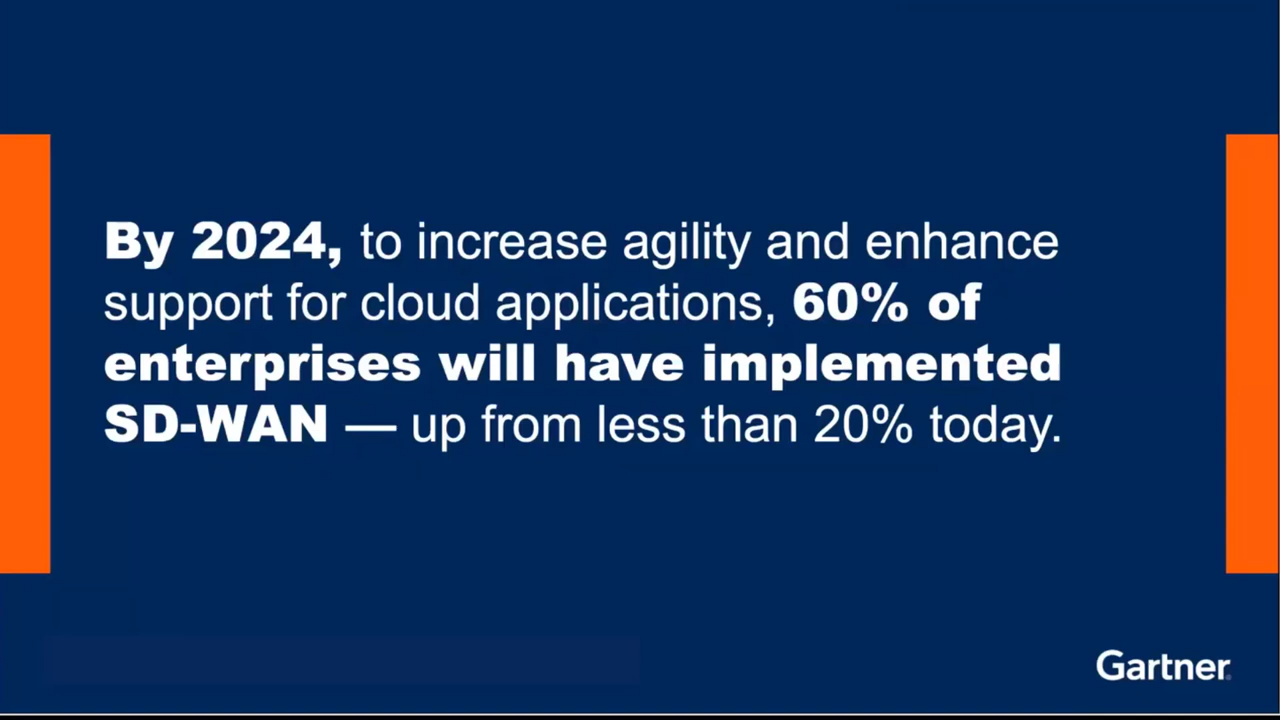 By 2024, to increase agility and enhance
support for cloud applications, 60% of
enterprises will have implemented
SD-WAN — up from less than 20% today.
Gartner